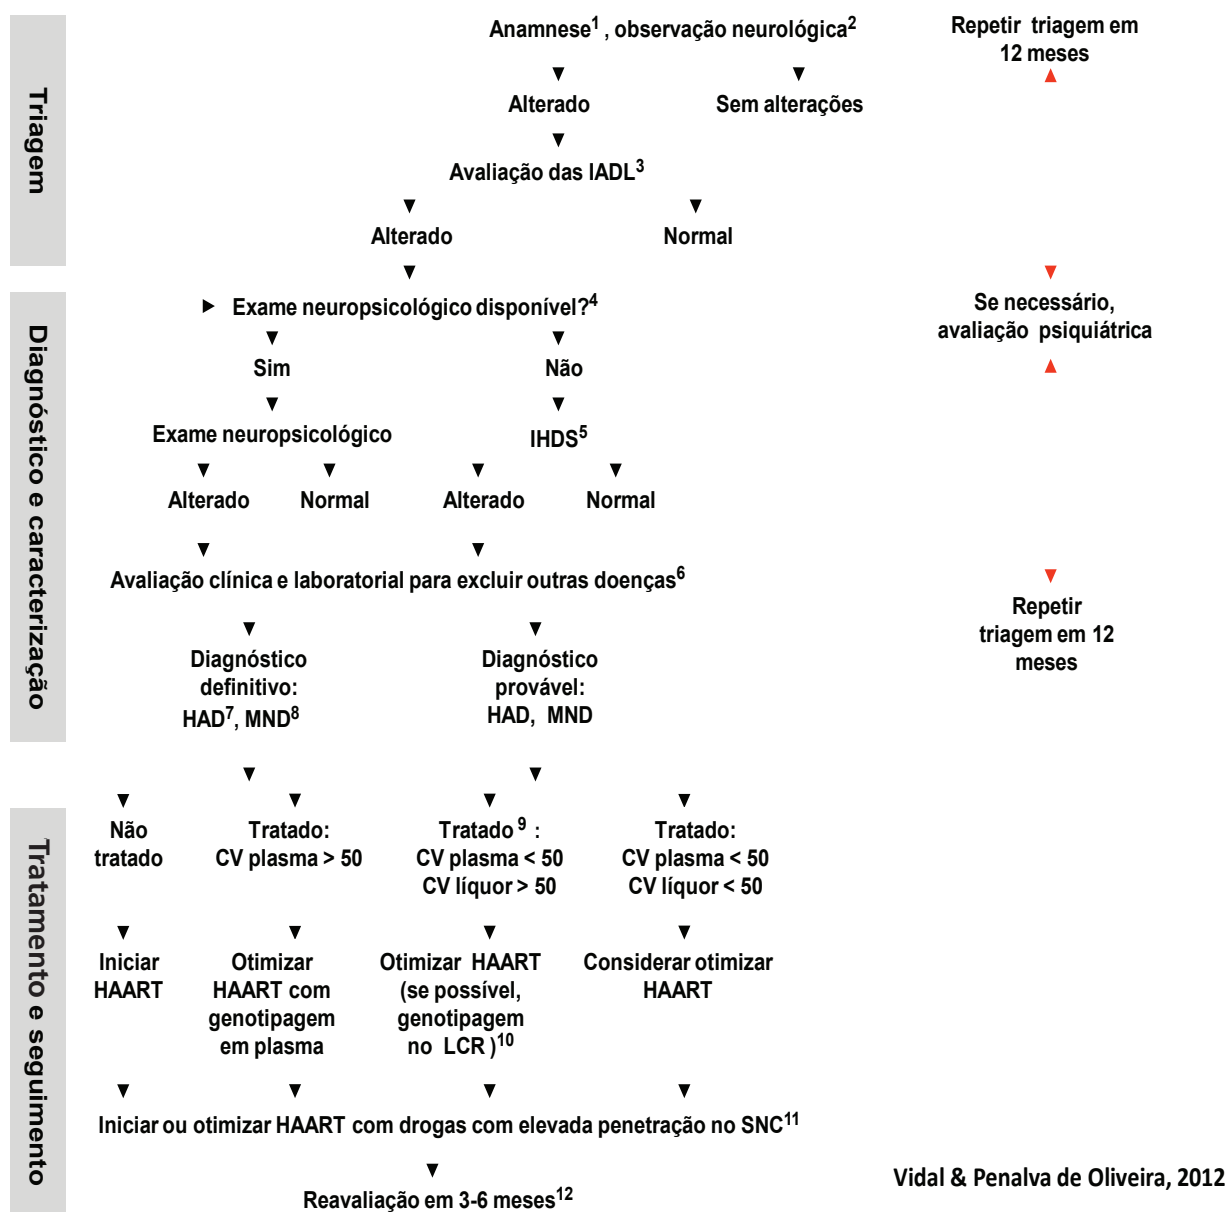 Triagem
Anamnese1 , observação neurológica2
Repetir triagem em
12 meses
Alterado
Sem alterações
Avaliação das IADL3
Alterado
Normal
Diagnóstico e caracterização
Exame neuropsicológico disponível?4
Se necessário,
avaliação psiquiátrica
Sim
Não
Exame neuropsicológico
IHDS5
Alterado
Normal
Alterado
Normal
Avaliação clínica e laboratorial para excluir outras doenças6
Repetir
triagem em 12
meses
Diagnóstico
definitivo:
HAD7, MND8
Diagnóstico
provável:
HAD, MND
Tratamento e seguimento
Não
tratado
Tratado:
CV plasma > 50
Tratado 9 :
CV plasma < 50
CV líquor > 50
Tratado:
CV plasma < 50
CV líquor < 50
Iniciar
HAART
Otimizar
HAART com
genotipagem
em plasma
Otimizar HAART
(se possível,
genotipagem
no LCR )10
Considerar otimizar
HAART
Iniciar ou otimizar HAART com drogas com elevada penetração no SNC11
Reavaliação em 3-6 meses12
Vidal & Penalva de Oliveira, 2012